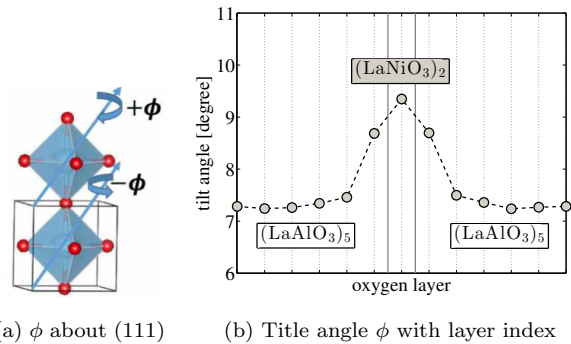 +ϕ
−ϕ
11
10
9
8
7
6
tilt angle [degree]
(LaNiO₃)₂
(LaAlO₃)₅
(LaAlO₃)₅
oxygen layer
(a) ϕ about (111)
(b) Title angle ϕ with layer index